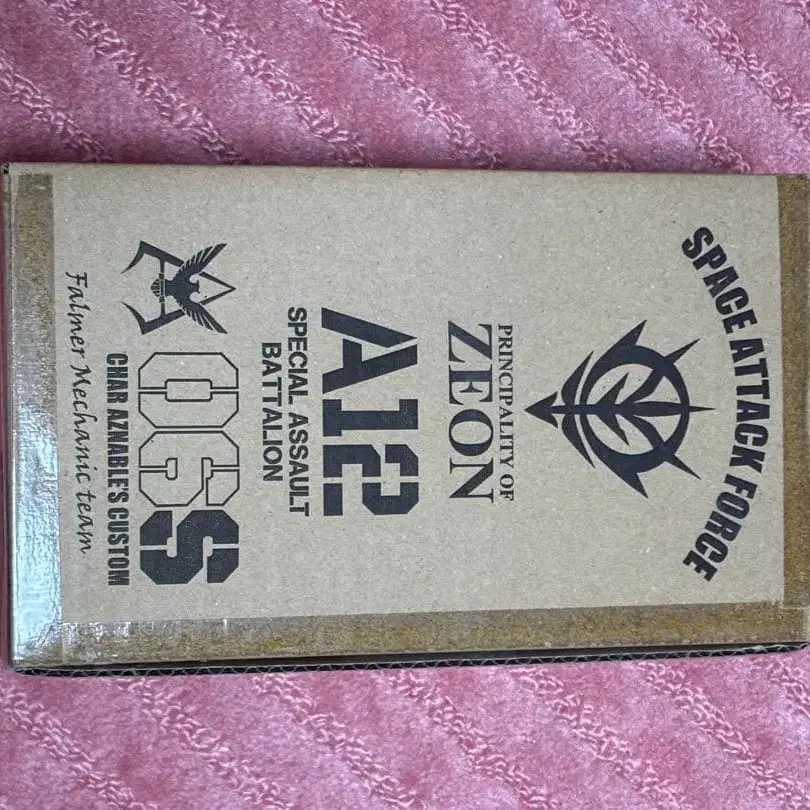 SPACE ATTACK FORCE
PRINCIPALITY OF
ZEON
A12
SPECIAL ASSAULT
BATTALION
06S
CHAR AZNABLE'S CUSTOM
Falmer Mechanic team